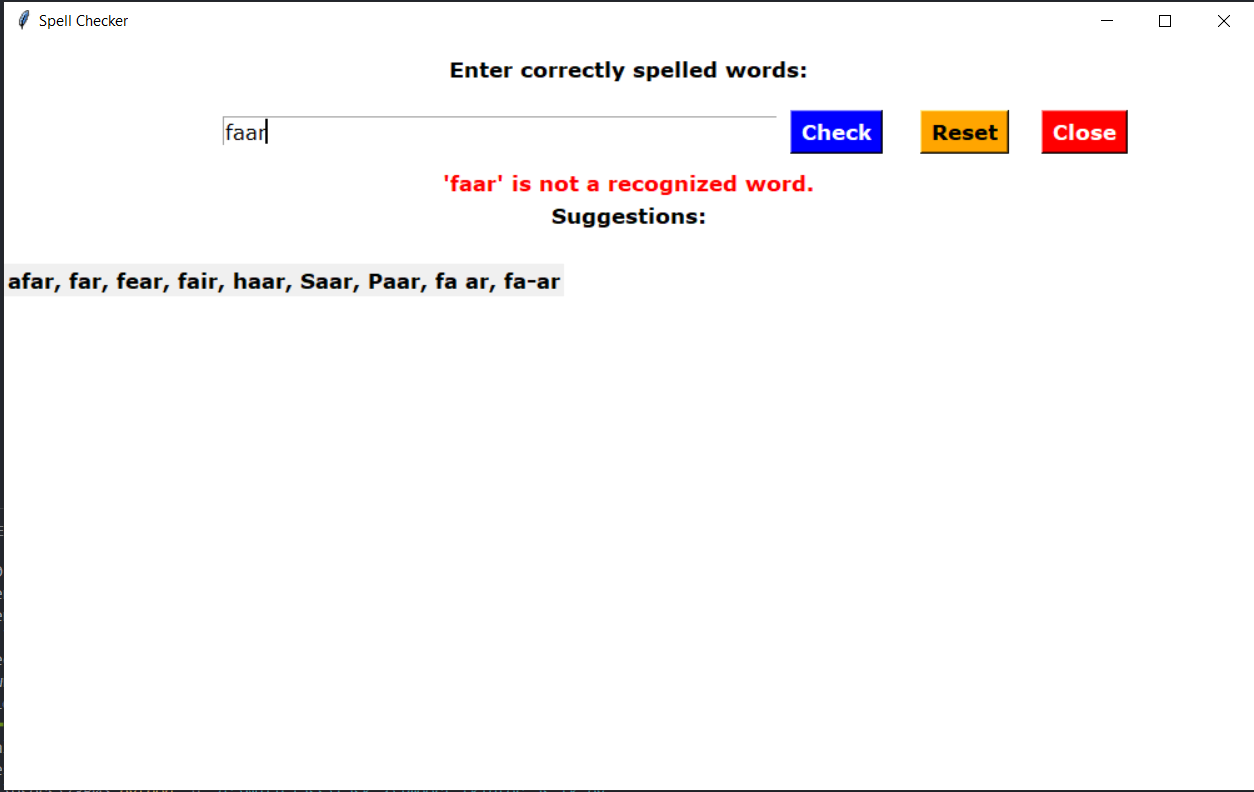 Spell Checker
Enter correctly spelled words:
faar Check Reset Close
'faar' is not a recognized word.
Suggestions:
afar, far, fear, fair, haar, Saar, Paar, fa ar, fa-ar